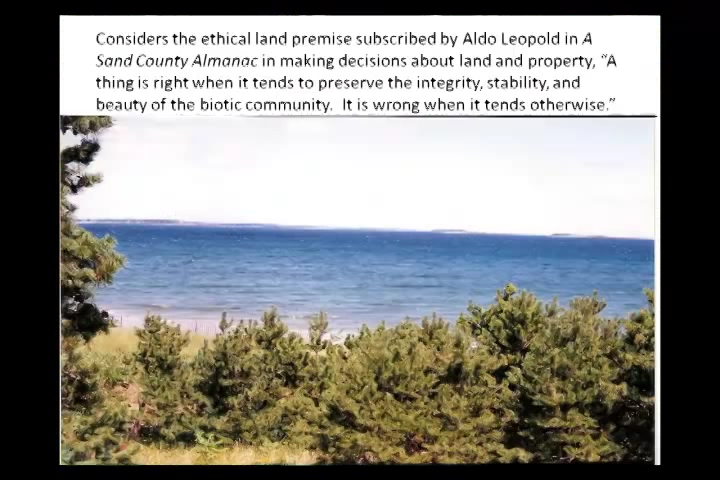 Considers the ethical land premise subscribed by Aldo Leopold in A
Sand County Almanac in making decisions about land and property, “A
thing is right when it tends to preserve the integrity, stability, and
beauty of the biotic community.  It is wrong when it tends otherwise.”